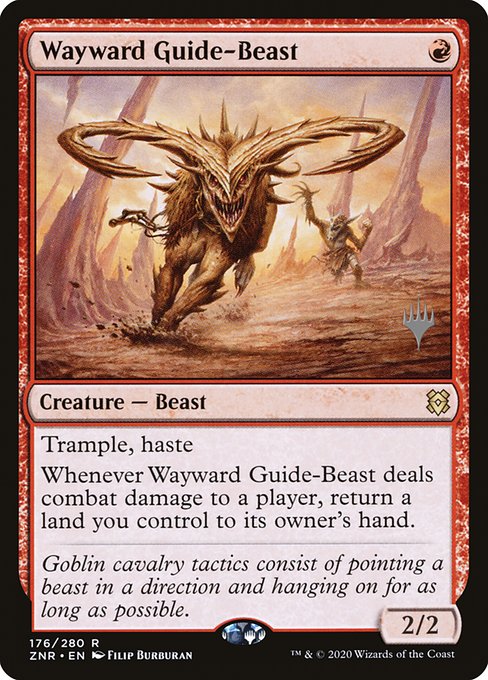 Wayward Guide-Beast
Creature — Beast
Trample, haste
Whenever Wayward Guide-Beast deals
combat damage to a player, return a
land you control to its owner's hand.
Goblin cavalry tactics consist of pointing a
beast in a direction and hanging on for as
long as possible.
2/2
176/280 R
ZNR • EN Filip Burburan
™ & © 2020 Wizards of the Coast